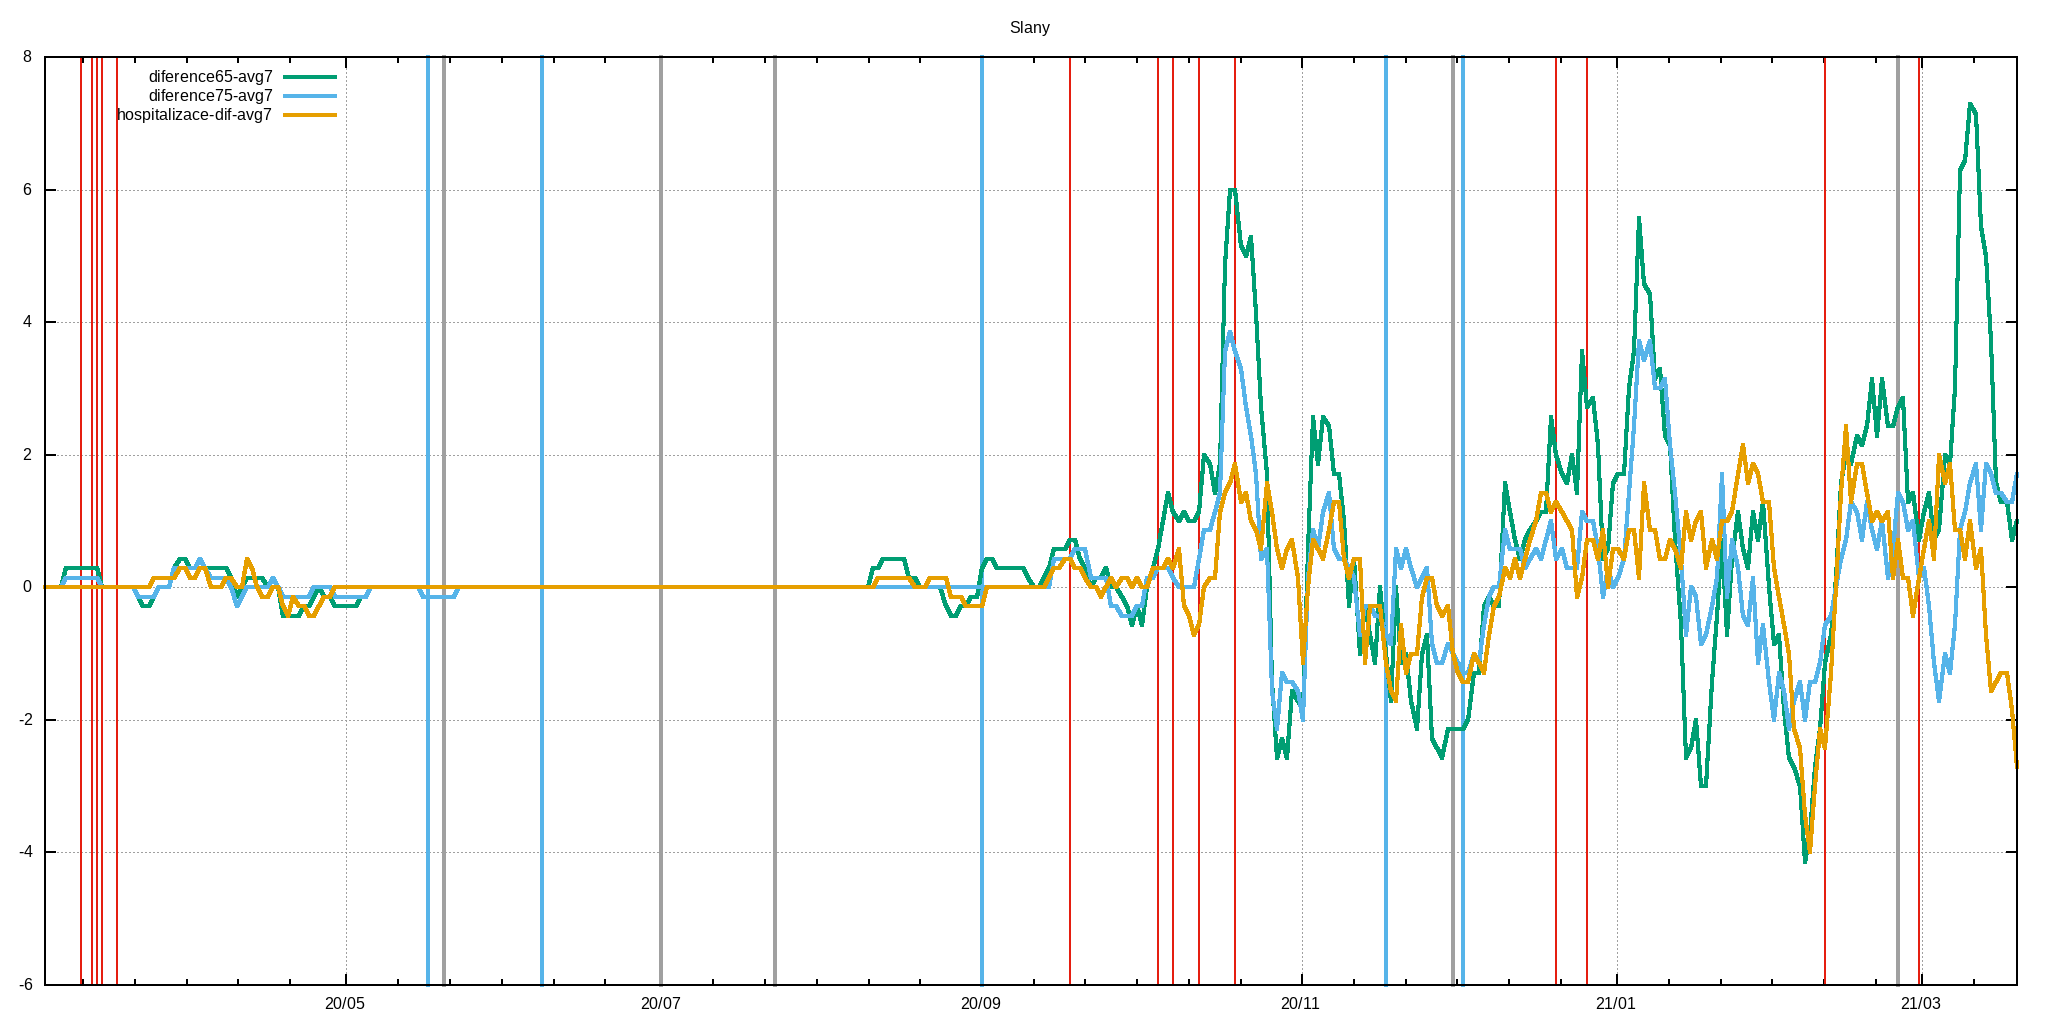 Slany
diference65-avg7
diference75-avg7
hospitalizace-dif-avg7
8
6
4
2
0
-2
-4
-6
20/05 20/07 20/09 20/11 21/01 21/03